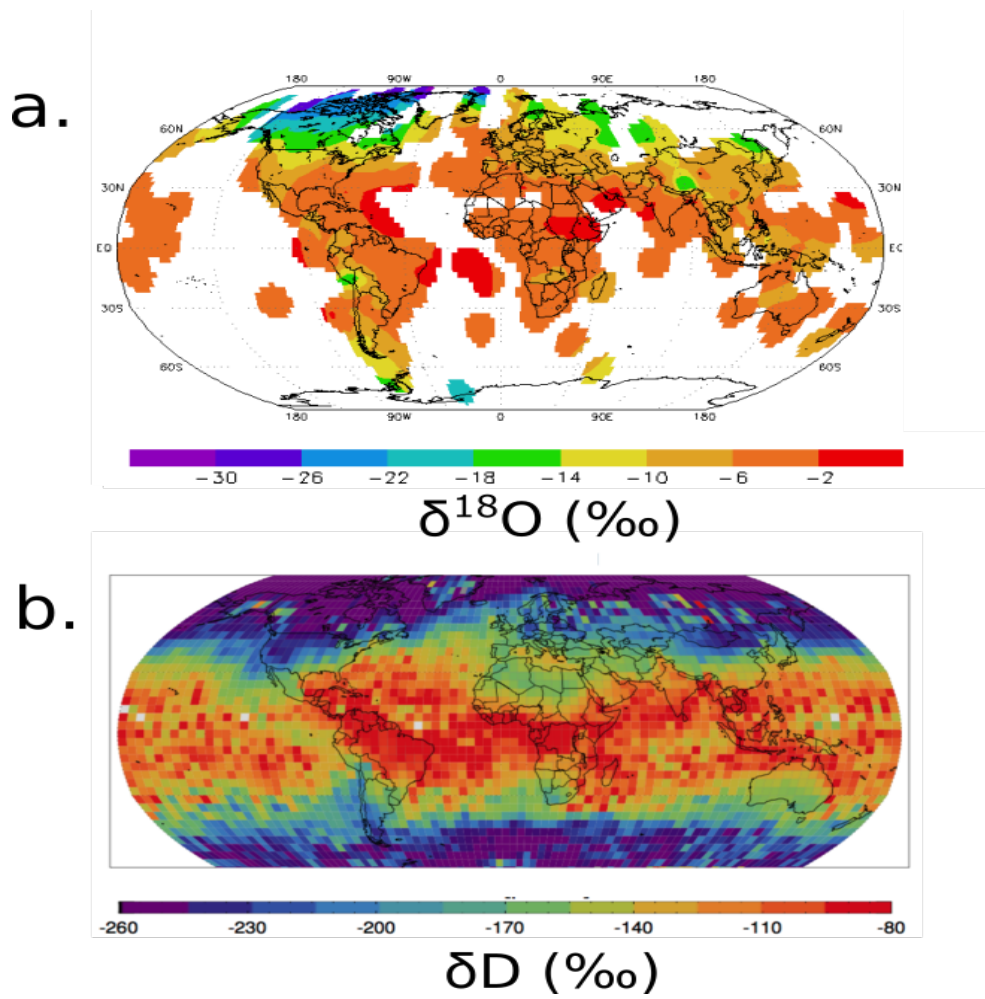 a.
180 90W 0 90E 180
60N 60N
30N 30N
EQ EQ
30S 30S
60S 60S
180 90W 0 90E 180
-30 -26 -22 -18 -14 -10 -6 -2
δ¹⁸O (‰)
b.
-260 -230 -200 -170 -140 -110 -80
δD (‰)